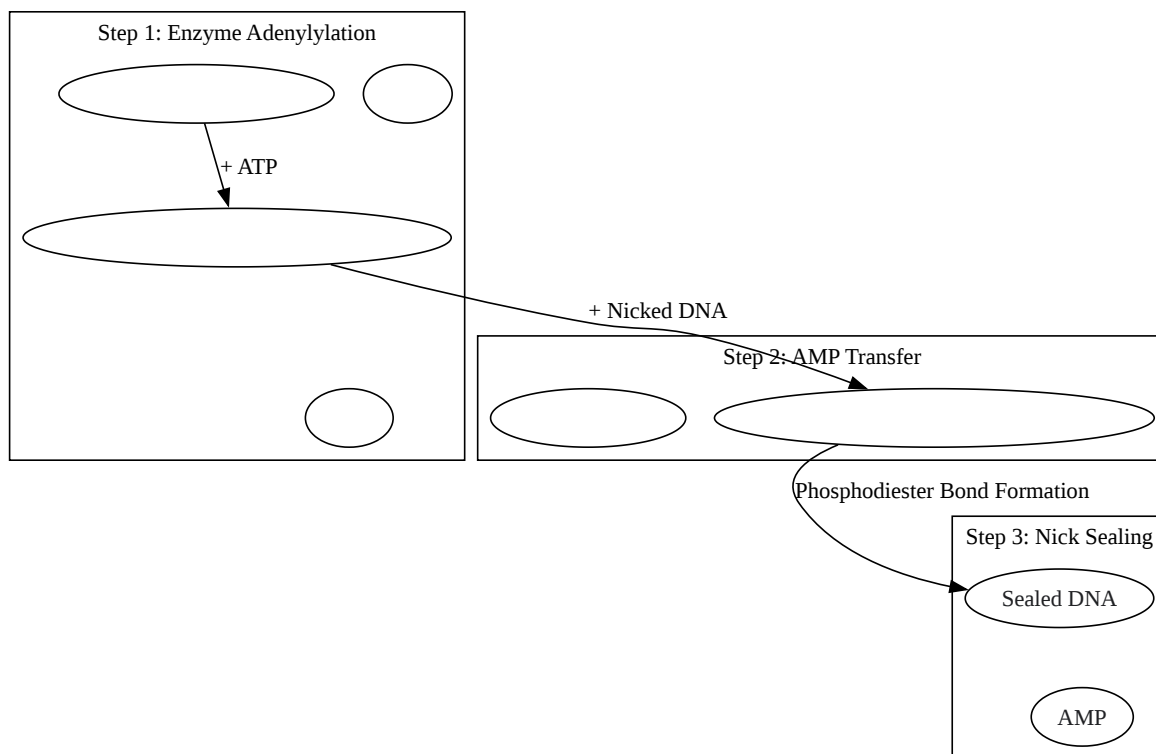 Step 1: Enzyme Adenylylation
+ ATP
+ Nicked DNA
Step 2: AMP Transfer
Phosphodiester Bond Formation
Step 3: Nick Sealing
Sealed DNA
AMP